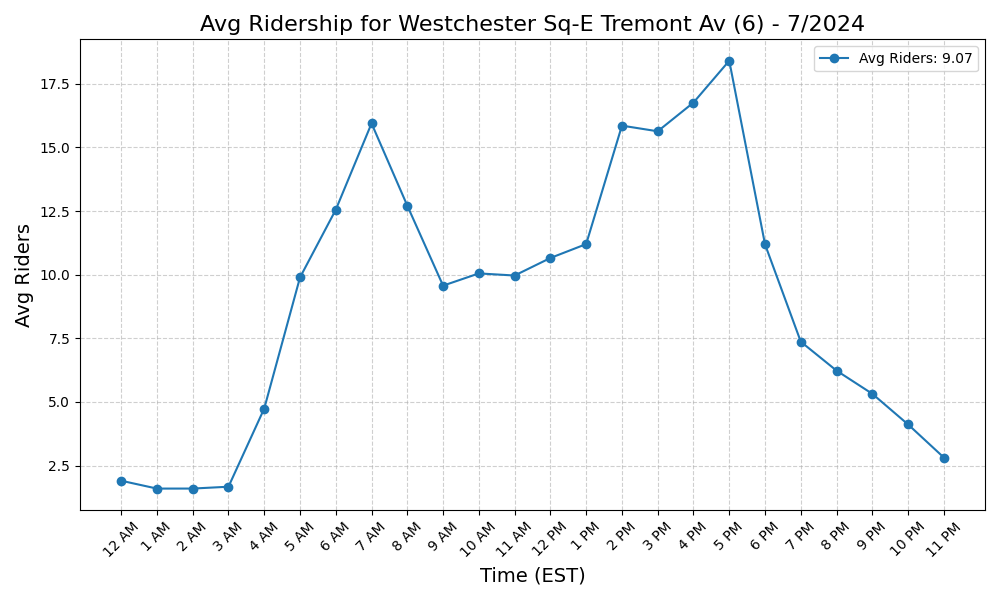 Avg Ridership for Westchester Sq-E Tremont Av (6) - 7/2024
Avg Riders: 9.07
17.5
15.0
12.5
10.0
7.5
5.0
2.5
Avg Riders
12 AM
1 AM
2 AM
3 AM
4 AM
5 AM
6 AM
7 AM
8 AM
9 AM
10 AM
11 AM
12 PM
1 PM
2 PM
3 PM
4 PM
5 PM
6 PM
7 PM
8 PM
9 PM
10 PM
11 PM
Time (EST)